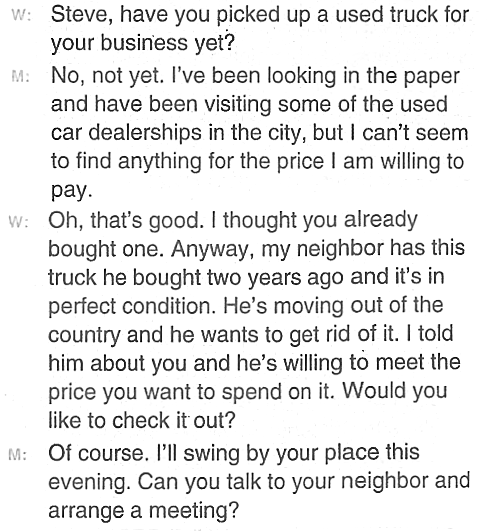 W: Steve, have you picked up a used truck for
your business yet?
M: No, not yet. I've been looking in the paper
and have been visiting some of the used
car dealerships in the city, but I can't seem
to find anything for the price I am willing to
pay.
W: Oh, that's good. I thought you already
bought one. Anyway, my neighbor has this
truck he bought two years ago and it's in
perfect condition. He's moving out of the
country and he wants to get rid of it. I told
him about you and he's willing to meet the
price you want to spend on it. Would you
like to check it out?
M: Of course. I'll swing by your place this
evening. Can you talk to your neighbor and
arrange a meeting?